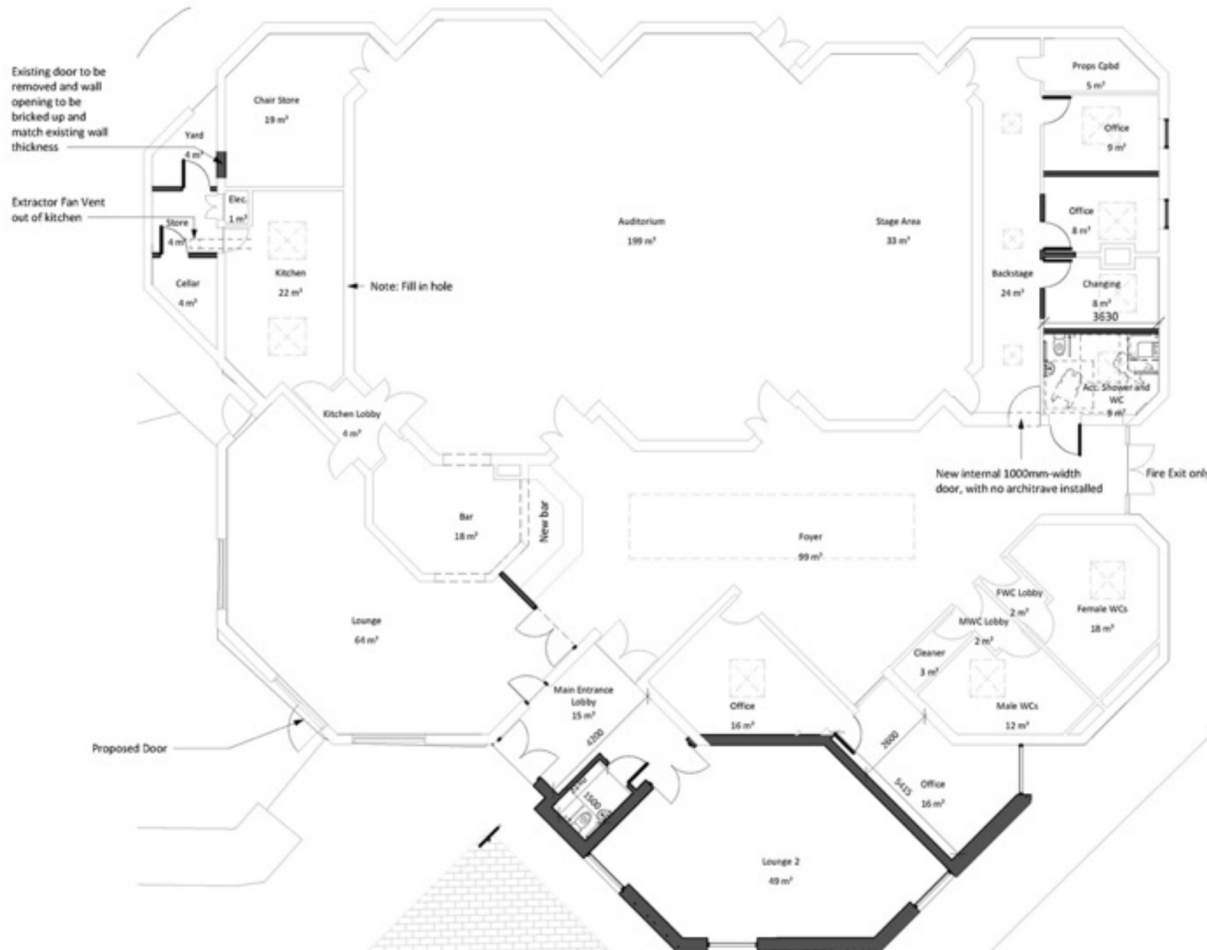 Existing door to be
removed and wall
opening to be
bricked up and
match existing wall
thickness
Extractor Fan Vent
out of kitchen
Yard
4 m²
Chair Store
19 m²
Elec.
1 m²
Store
4 m²
Cellar
4 m²
Kitchen
22 m²
Note: Fill in hole
Auditorium
199 m²
Stage Area
33 m²
Backstage
24 m²
Props Cpbd
5 m²
Office
9 m²
Office
8 m²
Changing
8 m²
3630
Acc. Shower and
WC
9 m²
New internal 1000mm-width
door, with no architrave installed
Fire Exit only
Kitchen Lobby
4 m²
Bar
18 m²
New bar
Foyer
99 m²
Lounge
64 m²
FWC Lobby
2 m²
Female WCs
18 m²
MWC Lobby
2 m²
Cleaner
3 m²
Male WCs
12 m²
Main Entrance
Lobby
15 m²
Office
16 m²
4200
2600
5415
Office
16 m²
1500
Proposed Door
Lounge 2
49 m²